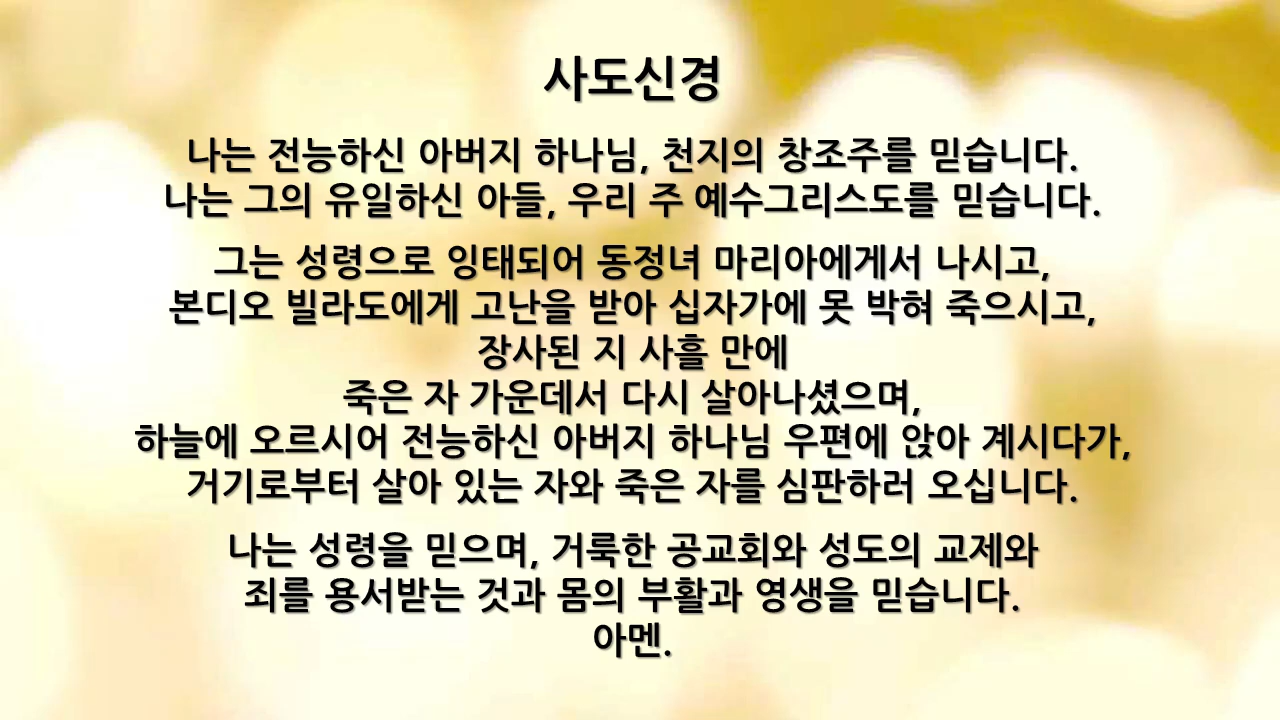 사도신경
나는 전능하신 아버지 하나님, 천지의 창조주를 믿습니다.
나는 그의 유일하신 아들, 우리 주 예수그리스도를 믿습니다.
그는 성령으로 잉태되어 동정녀 마리아에게서 나시고,
본디오 빌라도에게 고난을 받아 십자가에 못 박혀 죽으시고,
장사된 지 사흘 만에
죽은 자 가운데서 다시 살아나셨으며,
하늘에 오르시어 전능하신 아버지 하나님 우편에 앉아 계시다가,
거기로부터 살아 있는 자와 죽은 자를 심판하러 오십니다.
나는 성령을 믿으며, 거룩한 공교회와 성도의 교제와
죄를 용서받는 것과 몸의 부활과 영생을 믿습니다.
아멘.